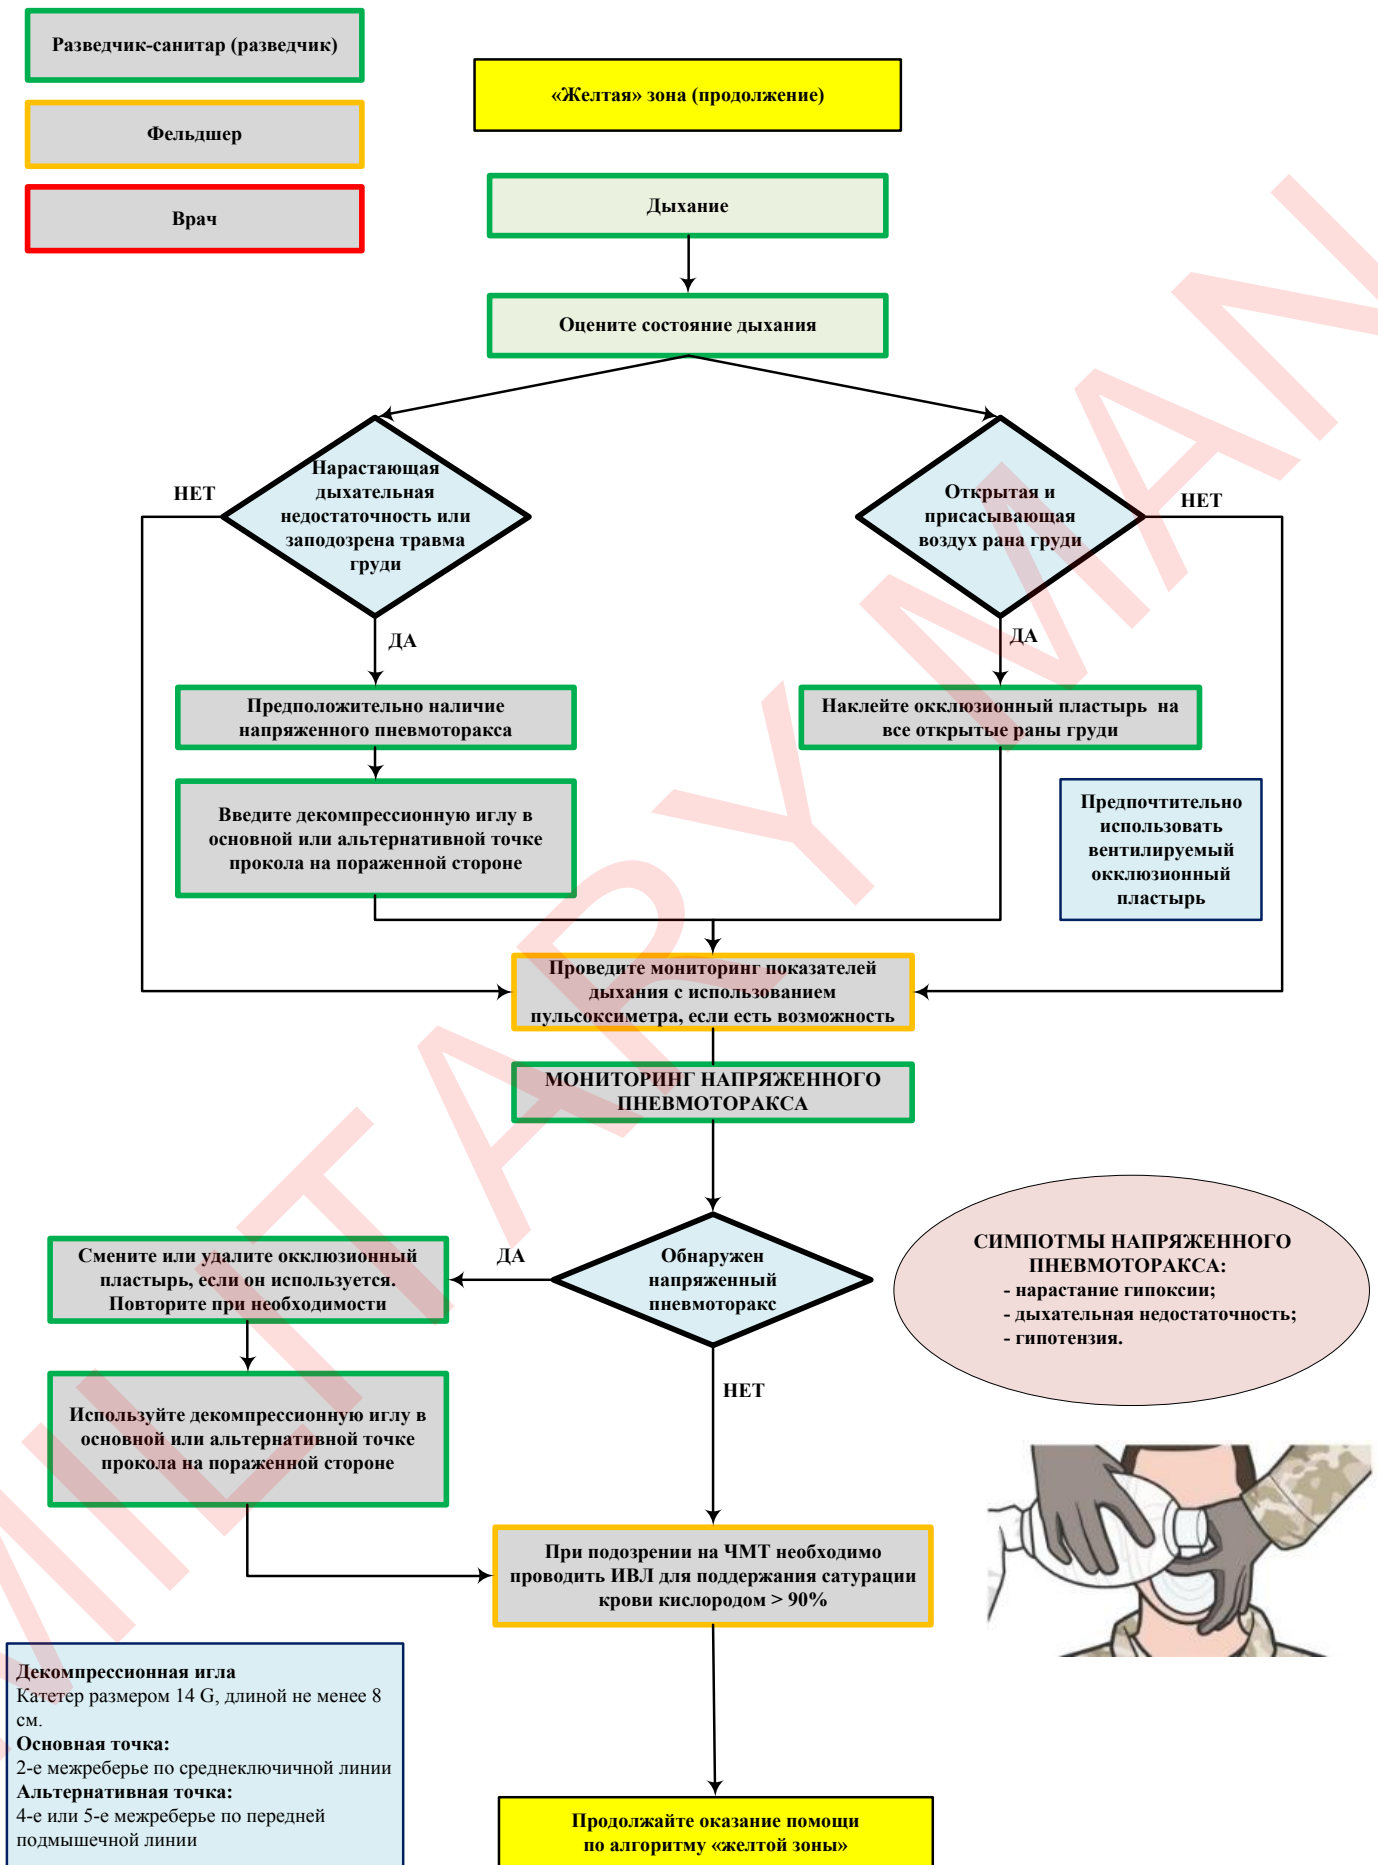 Разведчик-санитар (разведчик)
Фельдшер
Врач
«Желтая» зона (продолжение)
Дыхание
Оцените состояние дыхания
Нарастающая
дыхательная
недостаточность или
заподозрена травма
груди
НЕТ
ДА
Открытая и
присасывающая
воздух рана груди
НЕТ
ДА
Предположительно наличие
напряженного пневмоторакса
Наклейте окклюзионный пластырь на
все открытые раны груди
Введите декомпрессионную иглу в
основной или альтернативной точке
прокола на пораженной стороне
Предпочтительно
использовать
вентилируемый
окклюзионный
пластырь
Проведите мониторинг показателей
дыхания с использованием
пульсоксиметра, если есть возможность
МОНИТОРИНГ НАПРЯЖЕННОГО
ПНЕВМОТОРАКСА
Обнаружен
напряженный
пневмоторакс
ДА
НЕТ
Смените или удалите окклюзионный
пластырь, если он используется.
Повторите при необходимости
СИМПОТМЫ НАПРЯЖЕННОГО
ПНЕВМОТОРАКСА:
- нарастание гипоксии;
- дыхательная недостаточность;
- гипотензия.
Используйте декомпрессионную иглу в
основной или альтернативной точке
прокола на пораженной стороне
При подозрении на ЧМТ необходимо
проводить ИВЛ для поддержания сатурации
крови кислородом > 90%
Декомпрессионная игла
Катетер размером 14 G, длиной не менее 8
см.
Основная точка:
2-е межреберье по среднеключичной линии
Альтернативная точка:
4-е или 5-е межреберье по передней
подмышечной линии
Продолжайте оказание помощи
по алгоритму «желтой зоны»
MILITARY MAN